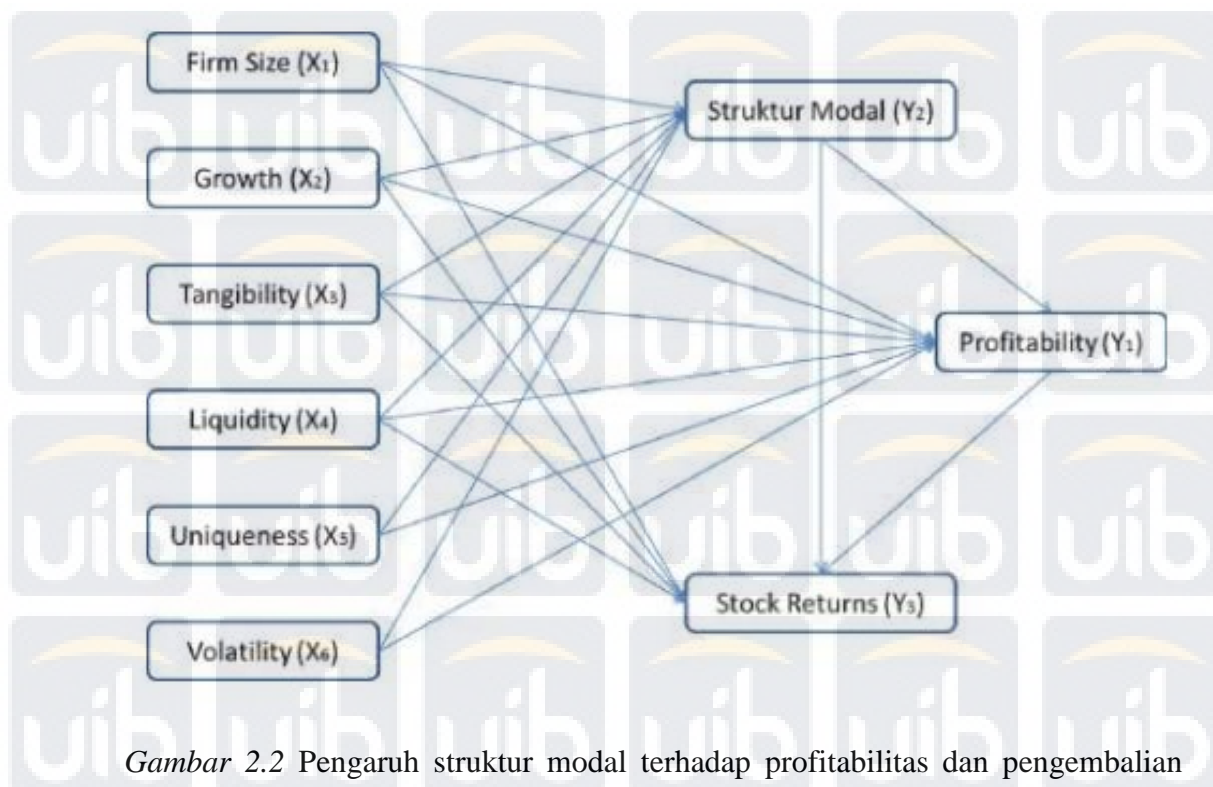 Firm Size (X₁)
Struktur Modal (Y₂)
Growth (X₂)
Tangibility (X₃)
Profitability (Y₁)
Liquidity (X₄)
Uniqueness (X₅)
Stock Returns (Y₃)
Volatility (X₆)
Gambar 2.2 Pengaruh struktur modal terhadap profitabilitas dan pengembalian
uib